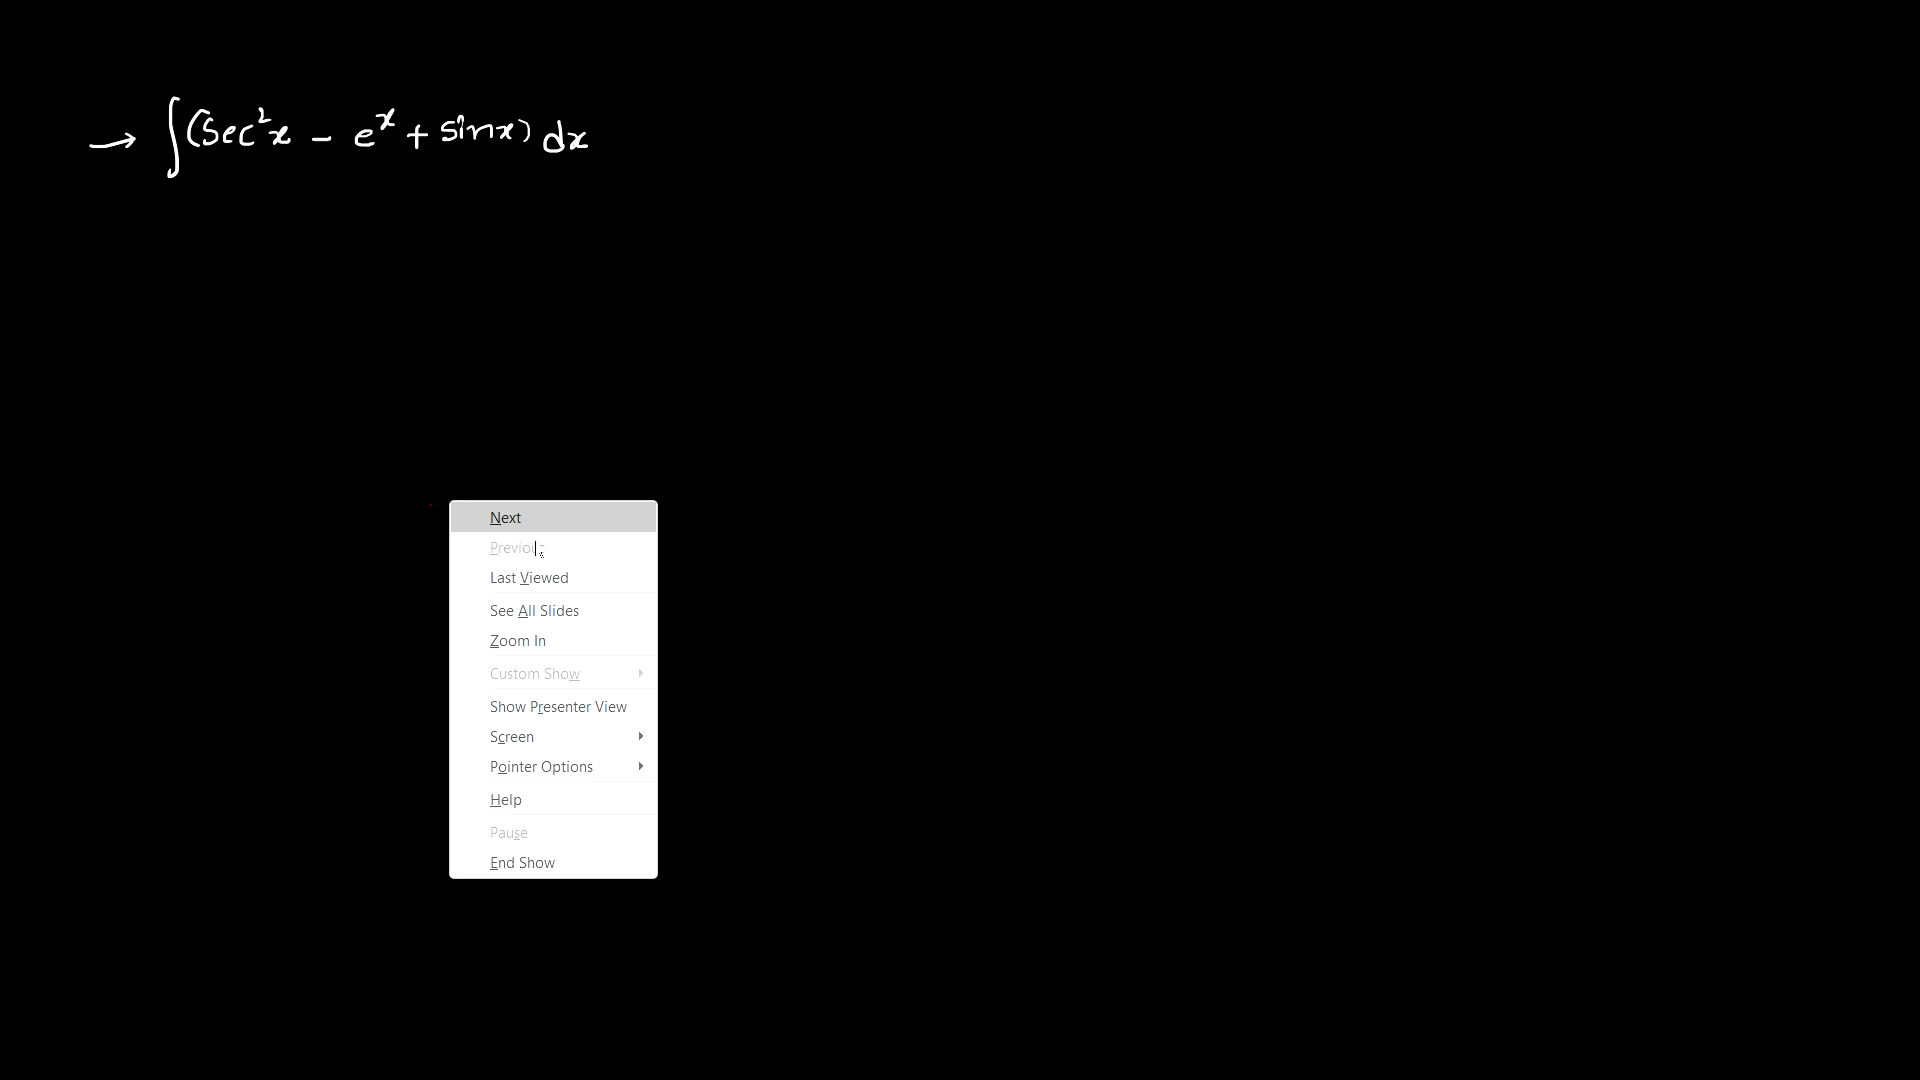 → ∫(Sec²x - eˣ + sinx) dx
Next
Last Viewed
See All Slides
Zoom In
Custom Show
Show Presenter View
Screen
Pointer Options
Help
Pause
End Show